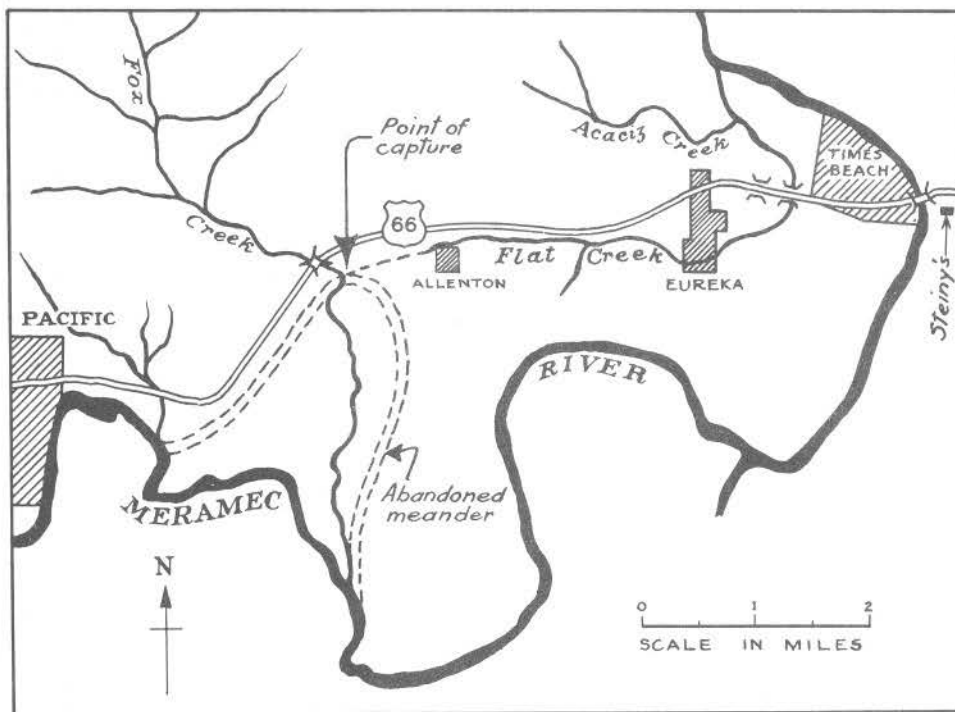 Fox
Creek
Point of
capture
66
Acacia Creek
TIMES
BEACH
Steiny's
Flat Creek
ALLENTON
EUREKA
PACIFIC
RIVER
MERAMEC
Abandoned
meander
N
0 1 2
SCALE IN MILES